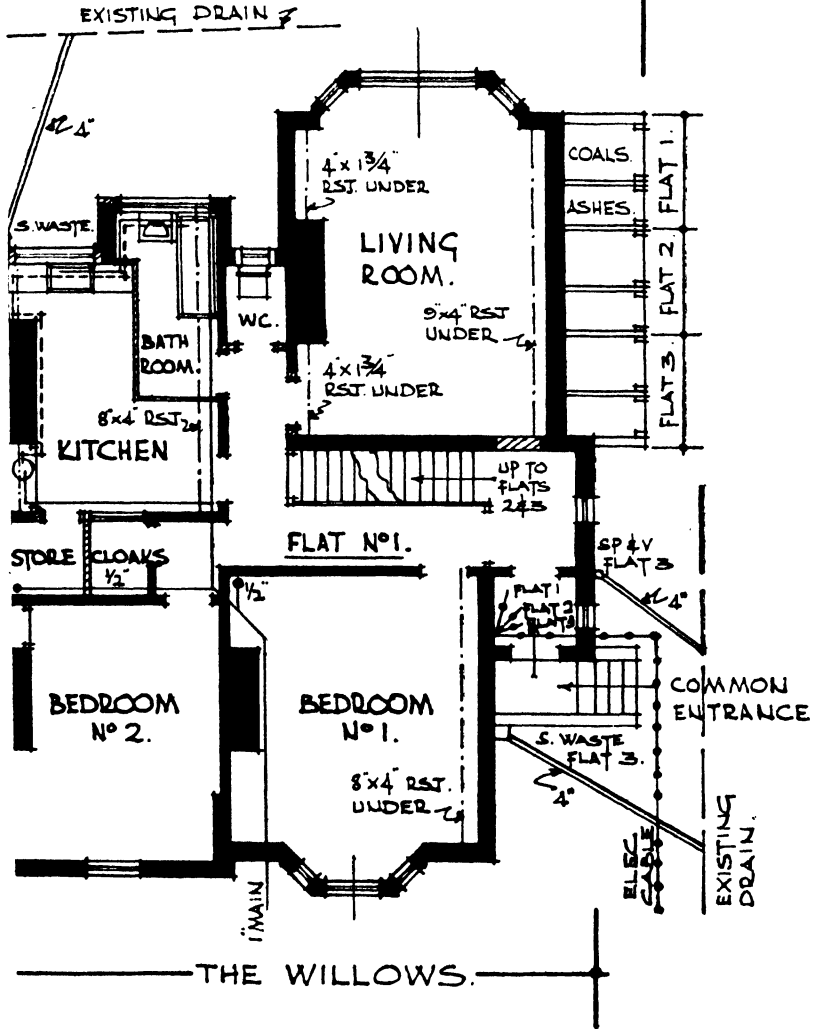 EXISTING DRAIN
4"
S. WASTE.
4" x 1 3/4"
RSJ. UNDER
COALS.
ASHES.
FLAT 1.
FLAT 2.
FLAT 3.
LIVING
ROOM.
WC.
9"x4" RSJ
UNDER
BATH
ROOM.
4" x 1 3/4"
RSJ. UNDER
8"x4" RSJ
KITCHEN
UP TO
FLATS
2&3
STORE
CLOAKS
1/2"
FLAT No1.
SP & V
FLAT 3
4"
1/2"
FLAT 1
FLAT 2
FLAT 3
BEDROOM
No 2.
BEDROOM
No 1.
COMMON
ENTRANCE
S. WASTE
FLAT 3.
4"
8"x4" RSJ.
UNDER
ELEC
CABLE
EXISTING
DRAIN.
1" MAIN
THE WILLOWS.